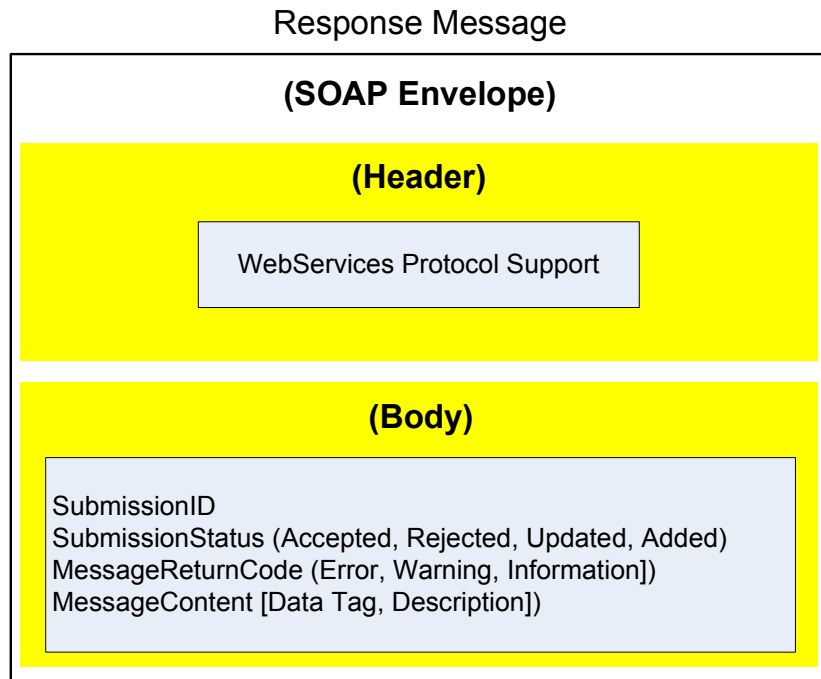 Response Message
(SOAP Envelope)
(Header)
WebServices Protocol Support
(Body)
SubmissionID
SubmissionStatus (Accepted, Rejected, Updated, Added)
MessageReturnCode (Error, Warning, Information])
MessageContent [Data Tag, Description])